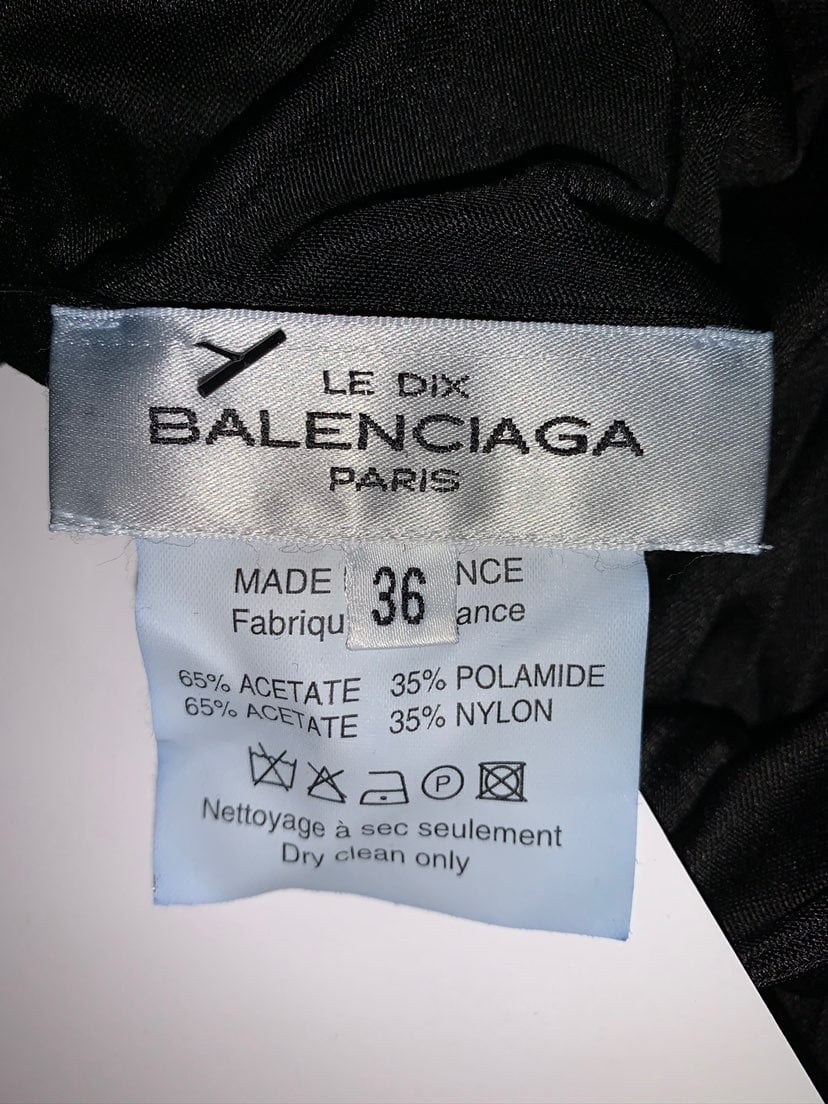 LE DIX
BALENCIAGA
PARIS
36
MADE NCE
Fabriqu ance
65% ACETATE 35% POLAMIDE
65% ACETATE 35% NYLON
P
Nettoyage à sec seulement
Dry clean only